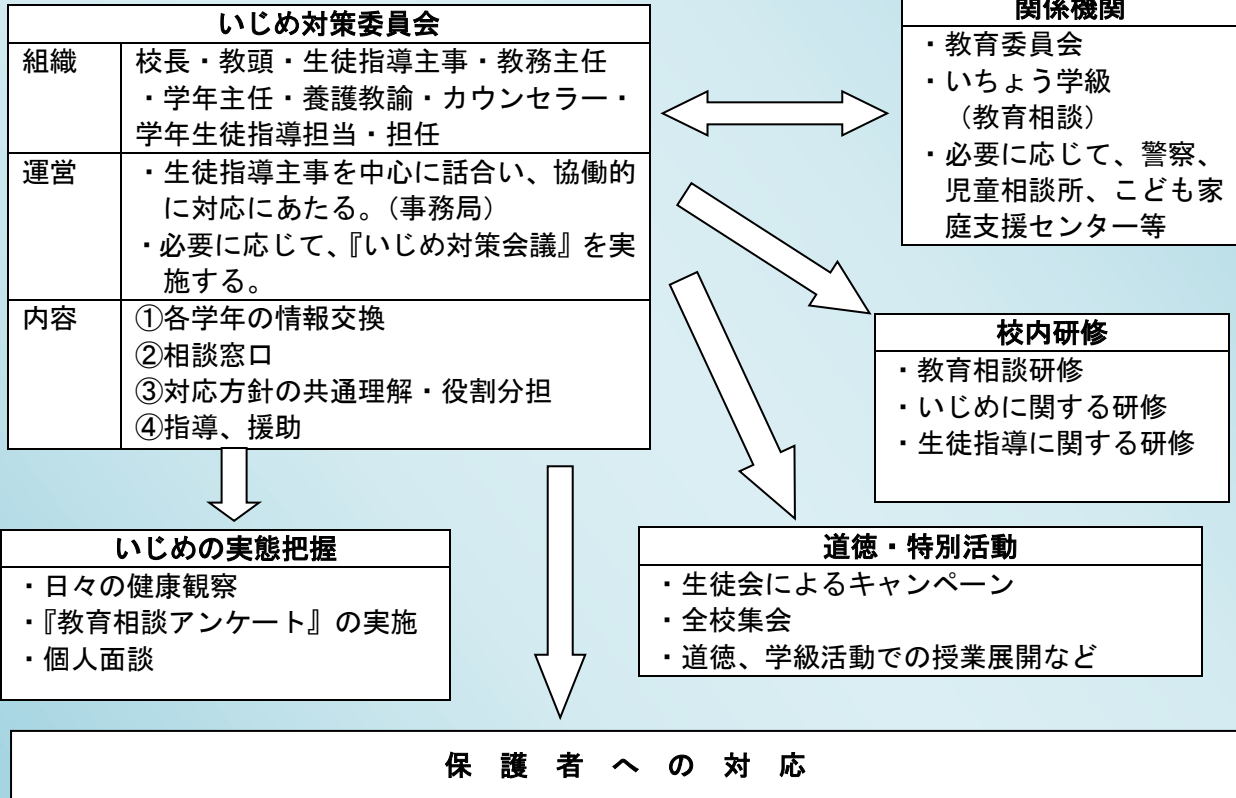 いじめ対策委員会
組織
校長・教頭・生徒指導主事・教務主任
・学年主任・養護教諭・カウンセラー・
学年生徒指導担当・担任
運営
・生徒指導主事を中心に話合い、協働的
に対応にあたる。(事務局)
・必要に応じて、『いじめ対策会議』を実
施する。
内容
①各学年の情報交換
②相談窓口
③対応方針の共通理解・役割分担
④指導、援助
関係機関
・教育委員会
・いちょう学級
(教育相談)
・必要に応じて、警察、
児童相談所、こども家
庭支援センター等
校内研修
・教育相談研修
・いじめに関する研修
・生徒指導に関する研修
いじめの実態把握
・日々の健康観察
・『教育相談アンケート』の実施
・個人面談
道徳・特別活動
・生徒会によるキャンペーン
・全校集会
・道徳、学級活動での授業展開など
保 護 者 へ の 対 応